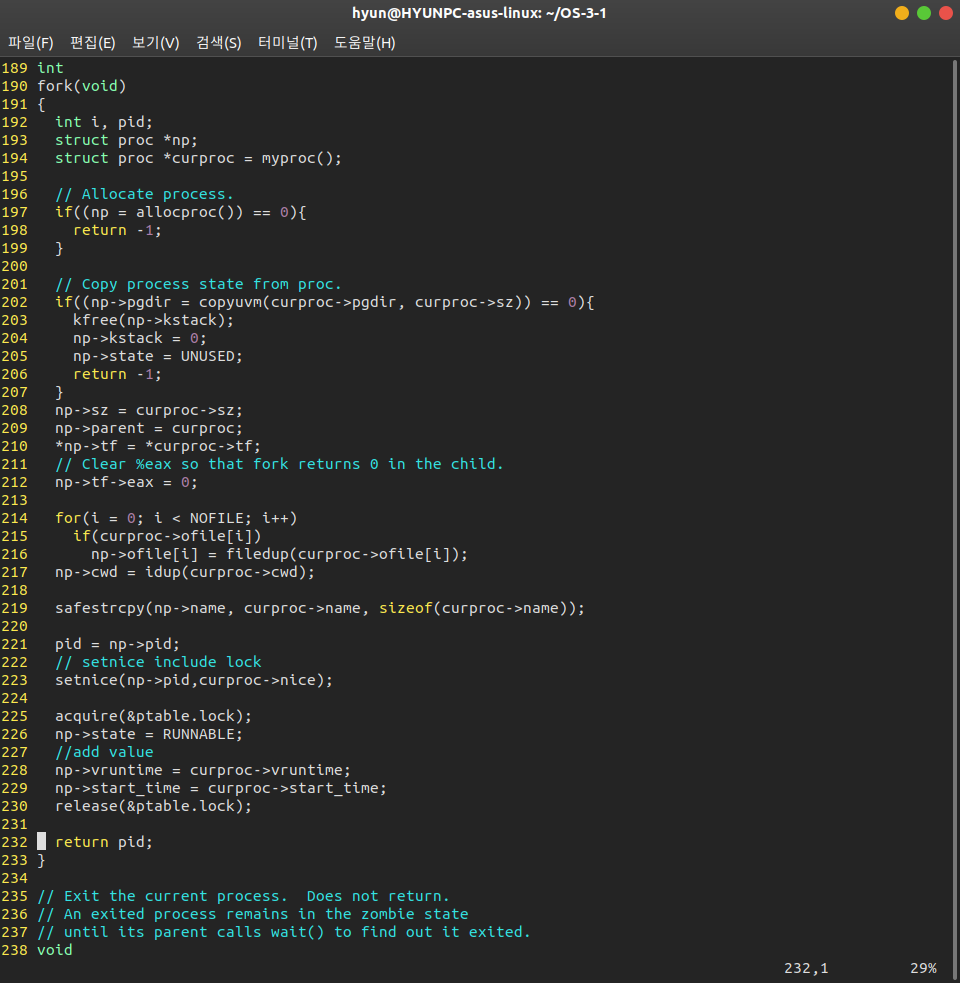 hyun@HYUNPC-asus-linux: ~/OS-3-1
파일(F) 편집(E) 보기(V) 검색(S) 터미널(T) 도움말(H)
189 int
190 fork(void)
191 {
192   int i, pid;
193   struct proc *np;
194   struct proc *curproc = myproc();
195
196   // Allocate process.
197   if((np = allocproc()) == 0){
198     return -1;
199   }
200
201   // Copy process state from proc.
202   if((np->pgdir = copyuvm(curproc->pgdir, curproc->sz)) == 0){
203     kfree(np->kstack);
204     np->kstack = 0;
205     np->state = UNUSED;
206     return -1;
207   }
208   np->sz = curproc->sz;
209   np->parent = curproc;
210   *np->tf = *curproc->tf;
211   // Clear %eax so that fork returns 0 in the child.
212   np->tf->eax = 0;
213
214   for(i = 0; i < NOFILE; i++)
215     if(curproc->ofile[i])
216       np->ofile[i] = filedup(curproc->ofile[i]);
217   np->cwd = idup(curproc->cwd);
218
219   safestrcpy(np->name, curproc->name, sizeof(curproc->name));
220
221   pid = np->pid;
222   // setnice include lock
223   setnice(np->pid,curproc->nice);
224
225   acquire(&ptable.lock);
226   np->state = RUNNABLE;
227   //add value
228   np->vruntime = curproc->vruntime;
229   np->start_time = curproc->start_time;
230   release(&ptable.lock);
231
232   return pid;
233 }
234
235 // Exit the current process.  Does not return.
236 // An exited process remains in the zombie state
237 // until its parent calls wait() to find out it exited.
238 void
232,1 29%